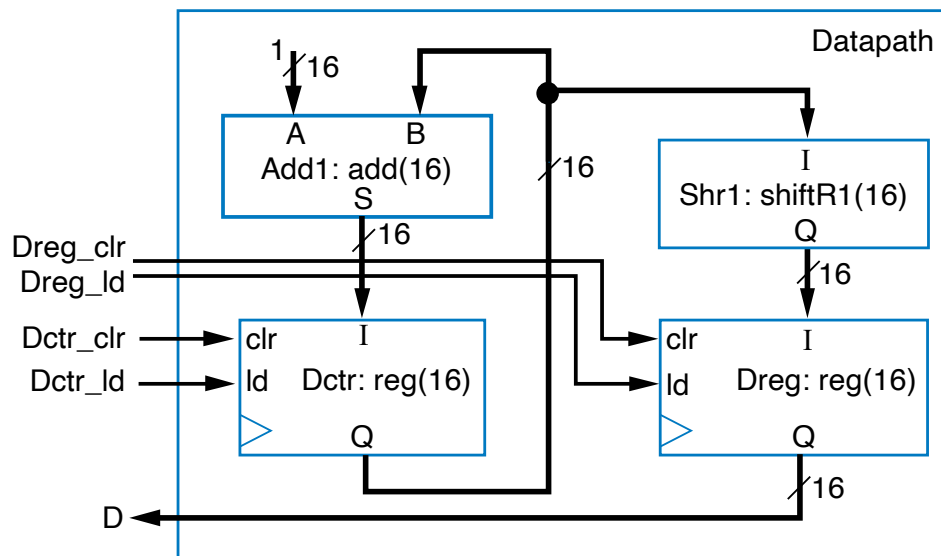 Datapath
1
16
A
B
Add1: add(16)
S
16
16
I
Shr1: shiftR1(16)
Q
16
Dreg_clr
Dreg_ld
Dctr_clr
Dctr_ld
clr
I
ld
Dctr: reg(16)
Q
clr
I
ld
Dreg: reg(16)
Q
16
D